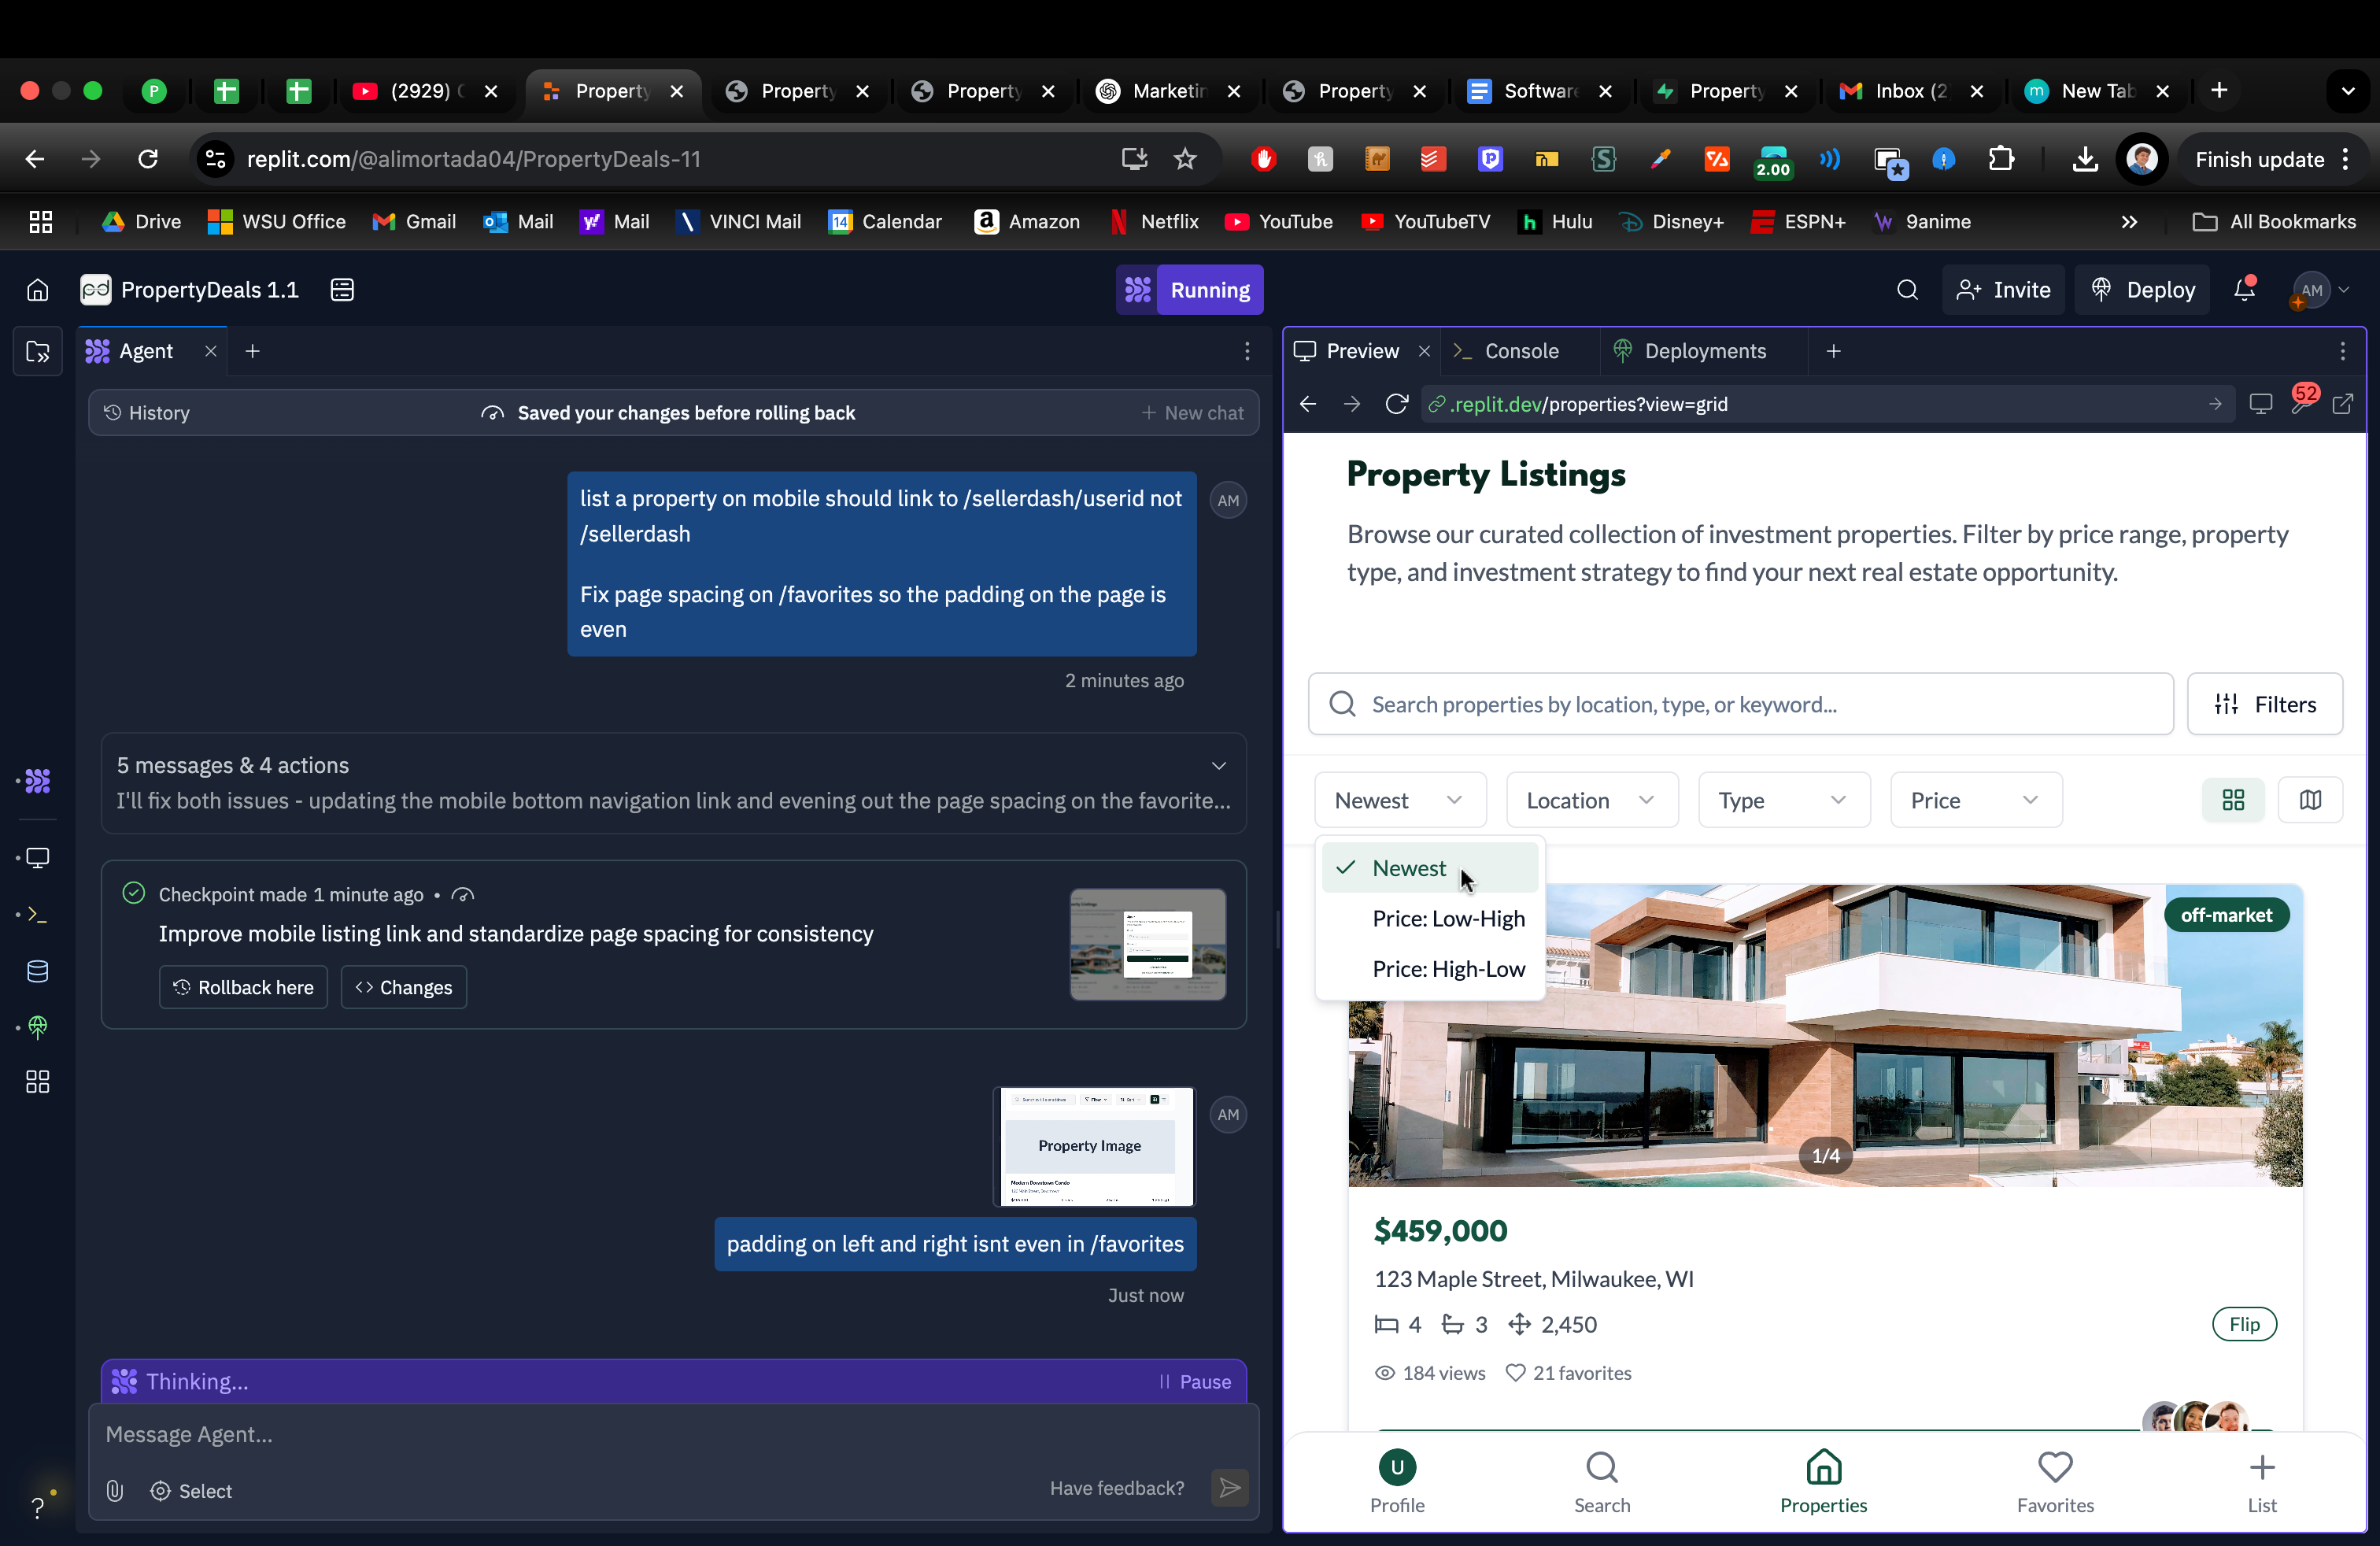 P
(2929)
Property
Property
Property
Marketin
Property
Software
Property
Inbox (2
m
New Tab
replit.com/@alimortada04/PropertyDeals-11
2.00
Finish update
Drive
WSU Office
Gmail
Mail
Mail
VINCI Mail
14
Calendar
Amazon
Netflix
YouTube
YouTubeTV
Hulu
Disney+
ESPN+
9anime
All Bookmarks
pd
PropertyDeals 1.1
Running
Invite
Deploy
AM
Agent
History
Saved your changes before rolling back
New chat
list a property on mobile should link to /sellerdash/userid not
/sellerdash
Fix page spacing on /favorites so the padding on the page is
even
AM
2 minutes ago
5 messages & 4 actions
I'll fix both issues - updating the mobile bottom navigation link and evening out the page spacing on the favorite...
Checkpoint made 1 minute ago •
Improve mobile listing link and standardize page spacing for consistency
Rollback here
Changes
Property Image
Modern Downtown Condo
AM
padding on left and right isnt even in /favorites
Just now
Thinking...
Pause
Message Agent...
Select
Have feedback?
?
Preview
Console
Deployments
.replit.dev/properties?view=grid
52
Property Listings
Browse our curated collection of investment properties. Filter by price range, property
type, and investment strategy to find your next real estate opportunity.
Search properties by location, type, or keyword...
Filters
Newest
Location
Type
Price
Newest
Price: Low-High
Price: High-Low
off-market
1/4
$459,000
123 Maple Street, Milwaukee, WI
4
3
2,450
Flip
184 views
21 favorites
U
Profile
Search
Properties
Favorites
List